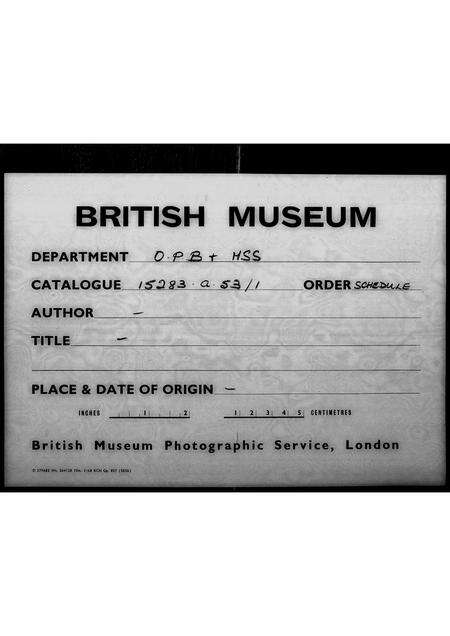 BRITISH MUSEUM
DEPARTMENT O.P.B + MSS
CATALOGUE 15283.a.53/1 ORDER SCHEDULE
AUTHOR –
TITLE –
PLACE & DATE OF ORIGIN –
INCHES 1 2 1 2 3 4 5 CENTIMETRES
British Museum Photographic Service, London